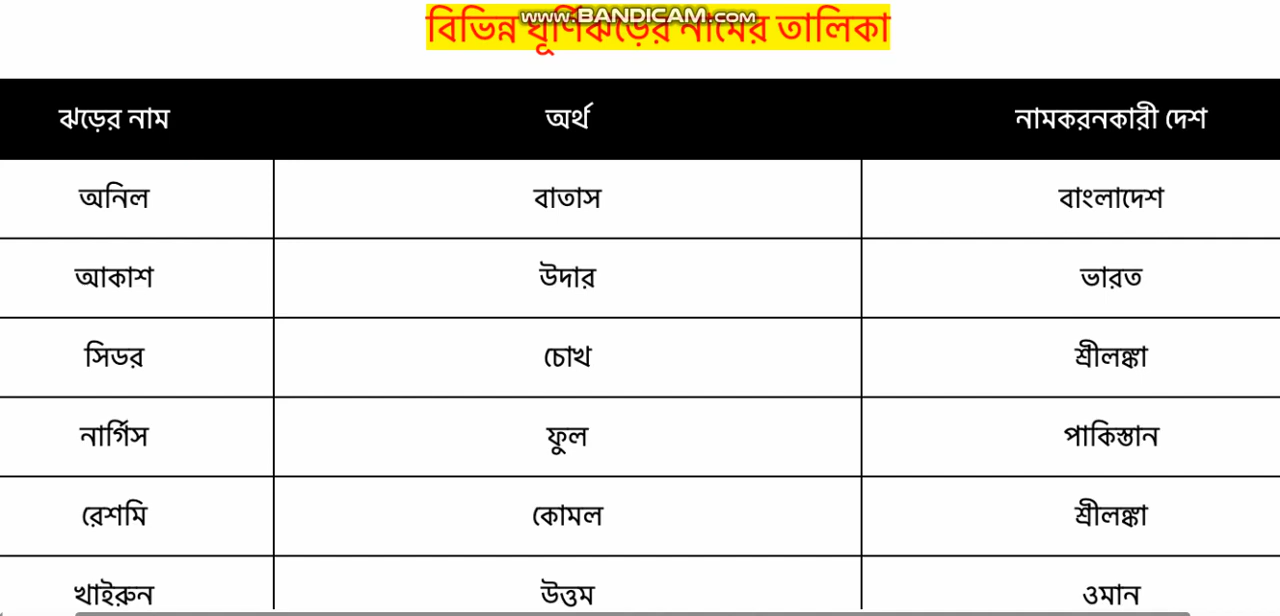 www.BANDICAM.com
বিভিন্ন ঘূর্ণিঝড়ের নামের তালিকা
ঝড়ের নাম অর্থ নামকরনকারী দেশ
অনিল বাতাস বাংলাদেশ
আকাশ উদার ভারত
সিডর চোখ শ্রীলঙ্কা
নার্গিস ফুল পাকিস্তান
রেশমি কোমল শ্রীলঙ্কা
খাইরুন উত্তম ওমান